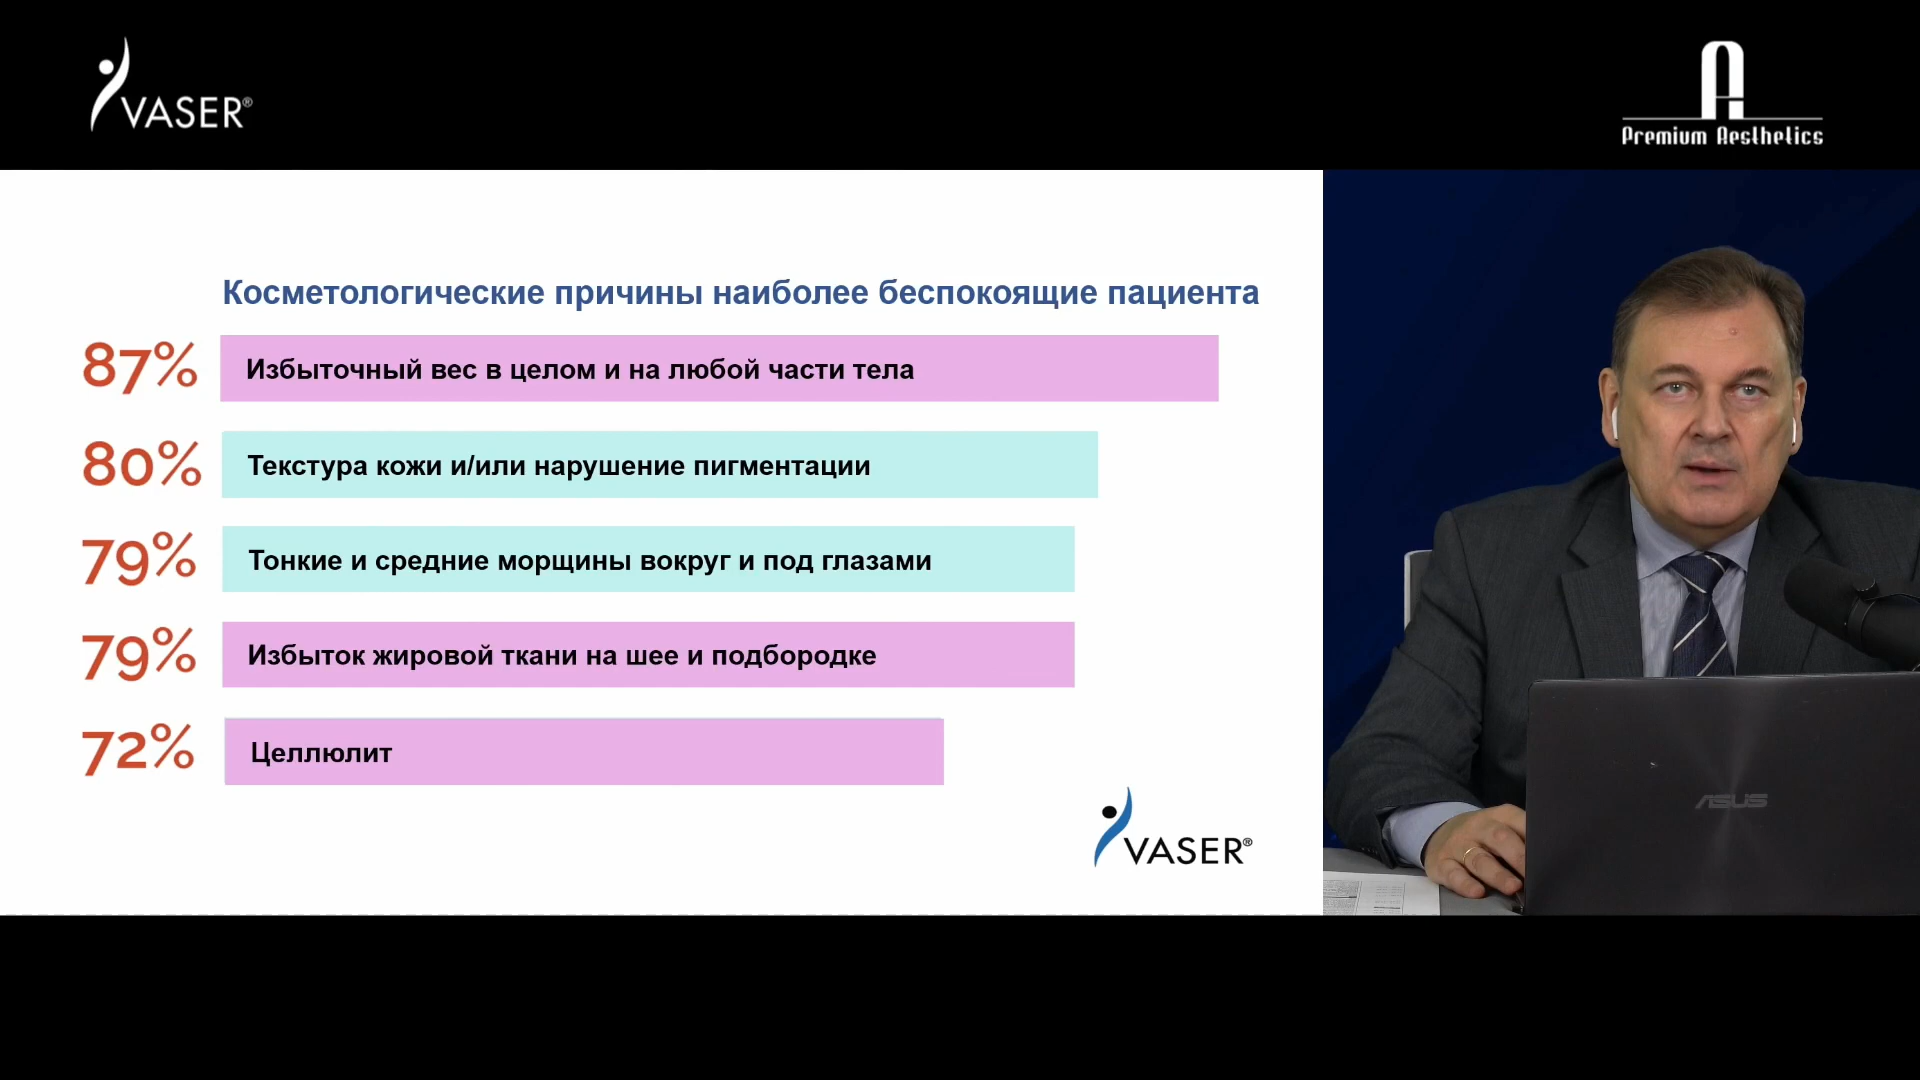 VASER®
Premium Aesthetics
Косметологические причины наиболее беспокоящие пациента
87% Избыточный вес в целом и на любой части тела
80% Текстура кожи и/или нарушение пигментации
79% Тонкие и средние морщины вокруг и под глазами
79% Избыток жировой ткани на шее и подбородке
72% Целлюлит
VASER®
ASUS